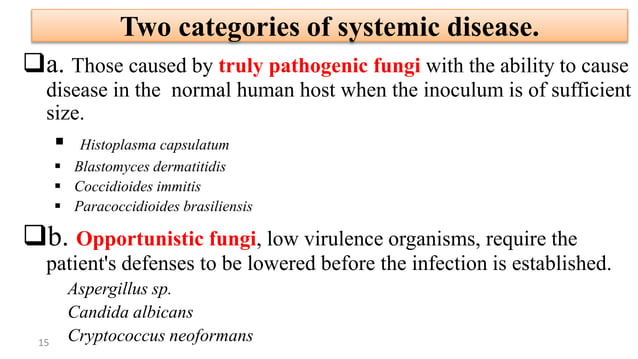 Two categories of systemic disease.
a. Those caused by truly pathogenic fungi with the ability to cause
disease in the normal human host when the inoculum is of sufficient
size.
Histoplasma capsulatum
Blastomyces dermatitidis
Coccidioides immitis
Paracoccidioides brasiliensis
b. Opportunistic fungi, low virulence organisms, require the
patient's defenses to be lowered before the infection is established.
Aspergillus sp.
Candida albicans
Cryptococcus neoformans
15